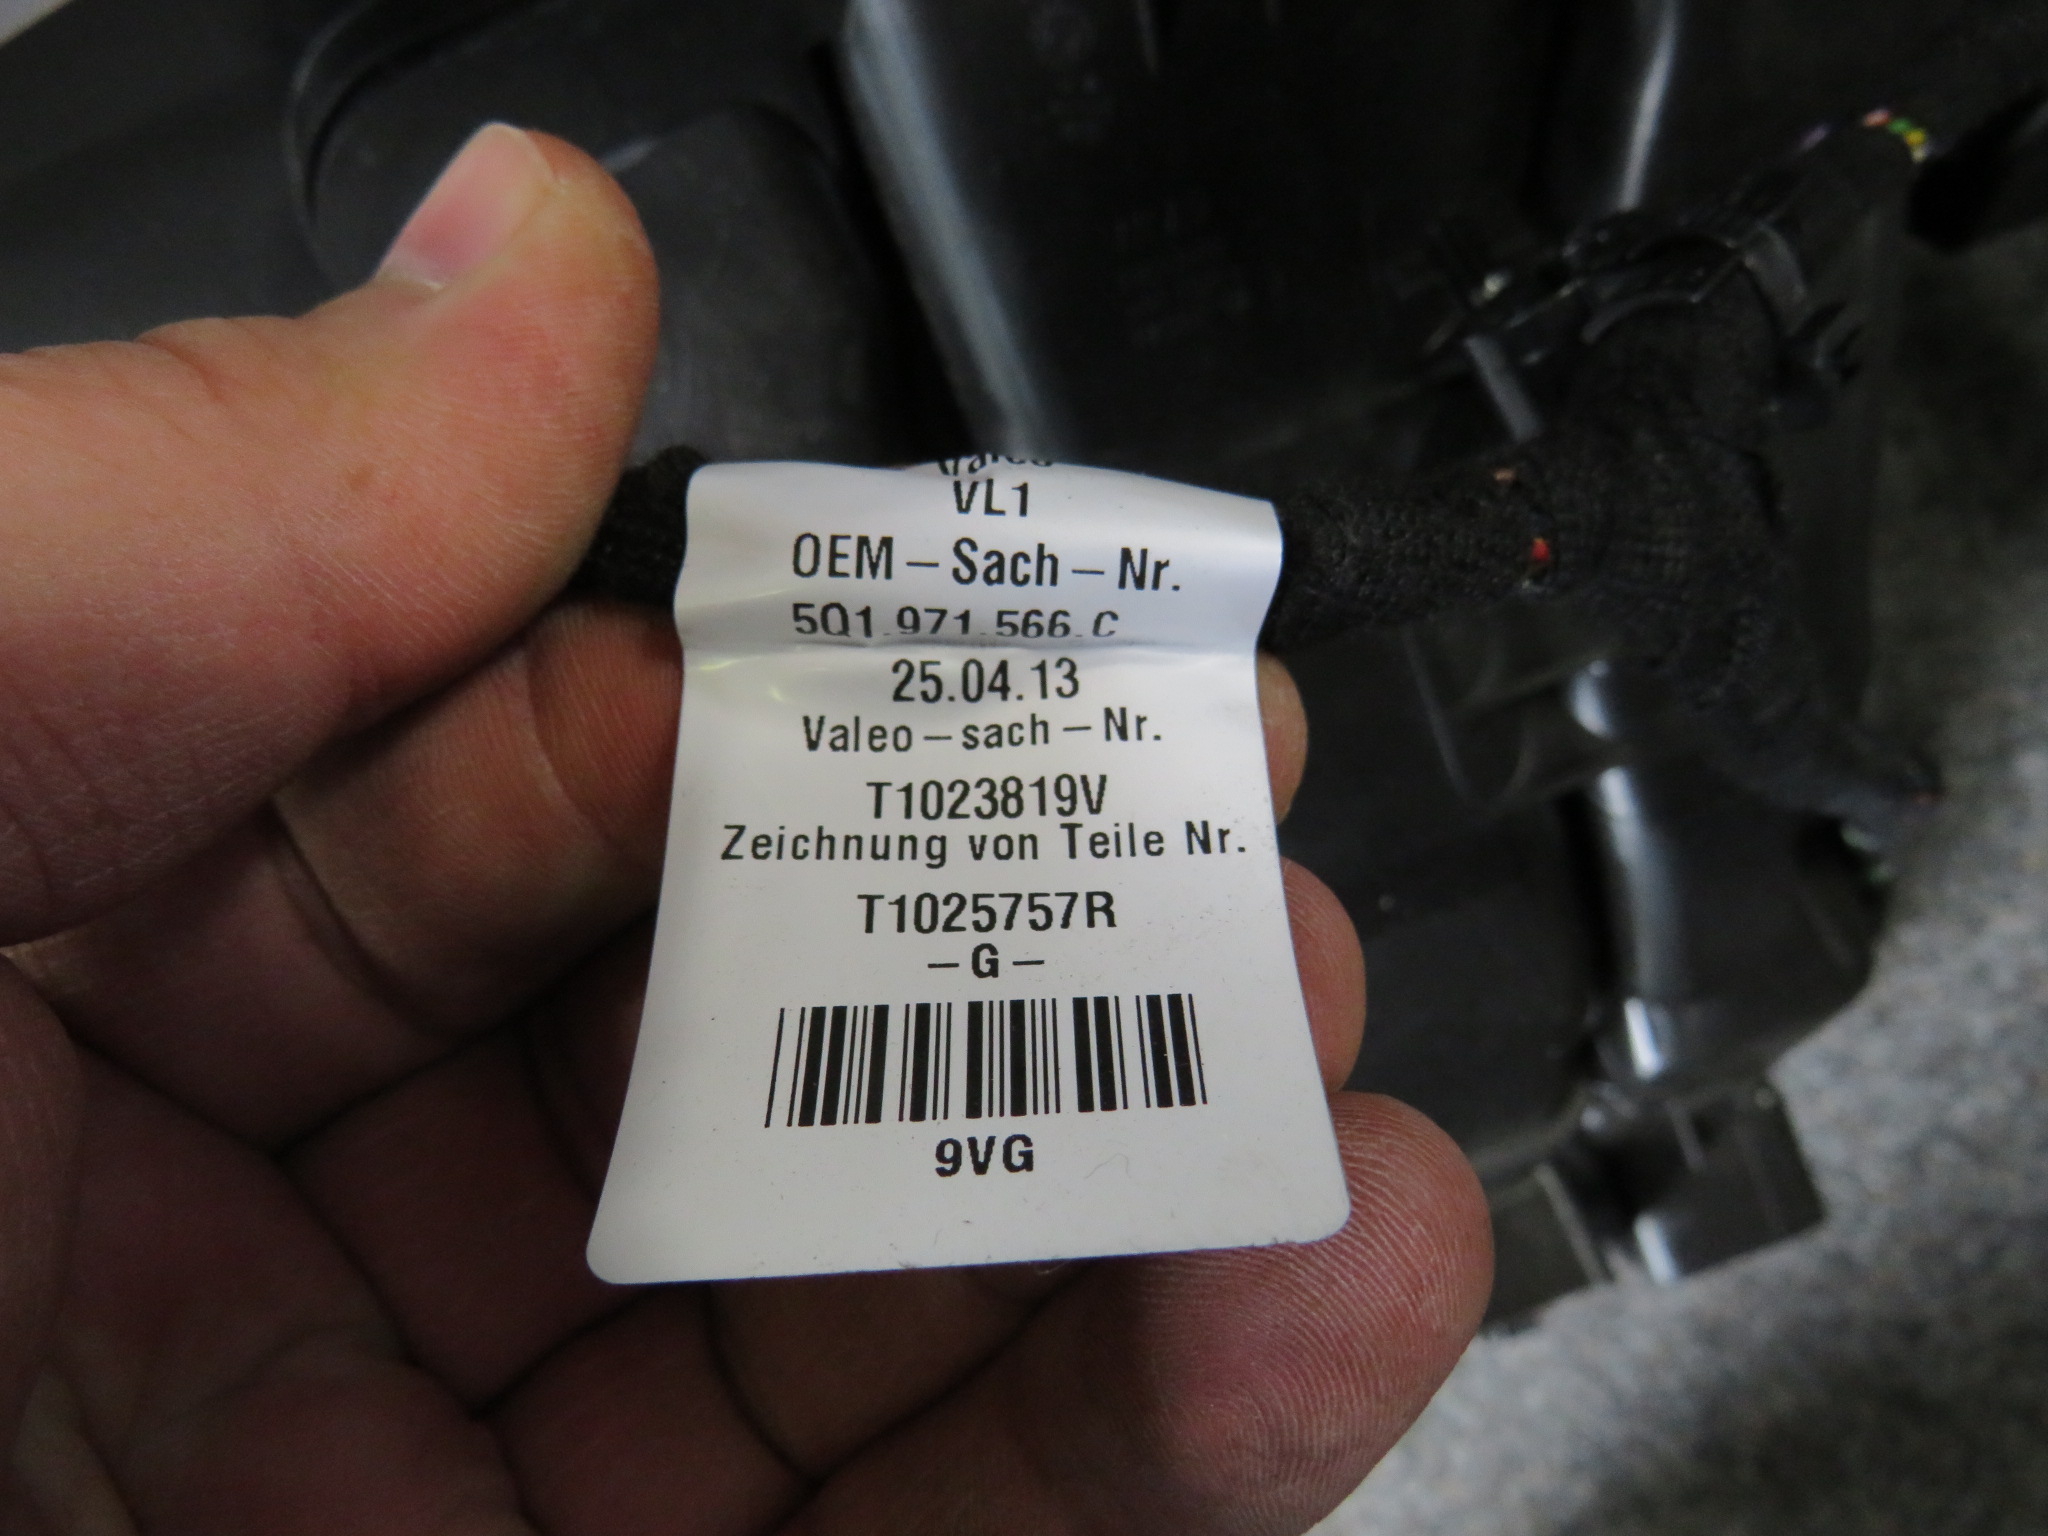 VL1
OEM – Sach – Nr.
5Q1.971.566.C
25.04.13
Valeo – sach – Nr.
T1023819V
Zeichnung von Teile Nr.
T1025757R
– G –
9VG